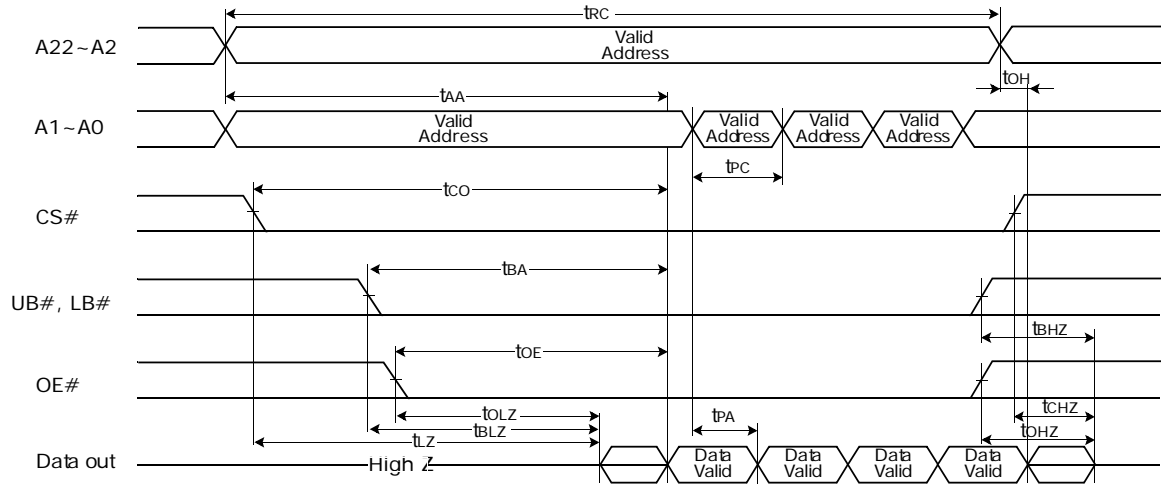 tRC
A22~A2
Valid
Address
tOH
tAA
A1~A0
Valid
Address
Valid
Address
Valid
Address
Valid
Address
tPC
tCO
CS#
tBA
UB#, LB#
tBHZ
tOE
OE#
tOLZ
tPA
tCHZ
tBLZ
tOHZ
tLZ
Data out
High Z
Data
Valid
Data
Valid
Data
Valid
Data
Valid